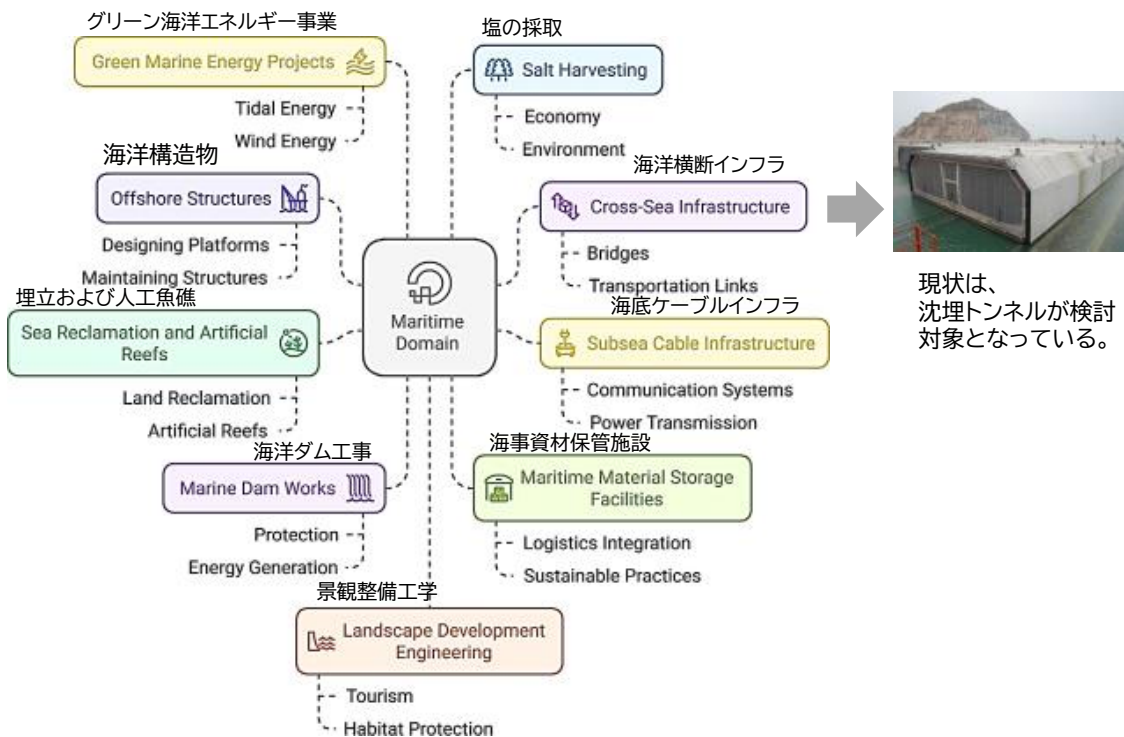 グリーン海洋エネルギー事業
Green Marine Energy Projects
Tidal Energy
Wind Energy
塩の採取
Salt Harvesting
Economy
Environment
海洋構造物
Offshore Structures
Designing Platforms
Maintaining Structures
海洋横断インフラ
Cross-Sea Infrastructure
Bridges
Transportation Links
現状は、
沈埋トンネルが検討
対象となっている。
Maritime
Domain
埋立および人工魚礁
Sea Reclamation and Artificial
Reefs
Land Reclamation
Artificial Reefs
海底ケーブルインフラ
Subsea Cable Infrastructure
Communication Systems
Power Transmission
海洋ダム工事
Marine Dam Works
Protection
Energy Generation
海事資材保管施設
Maritime Material Storage
Facilities
Logistics Integration
Sustainable Practices
景観整備工学
Landscape Development
Engineering
Tourism
Habitat Protection